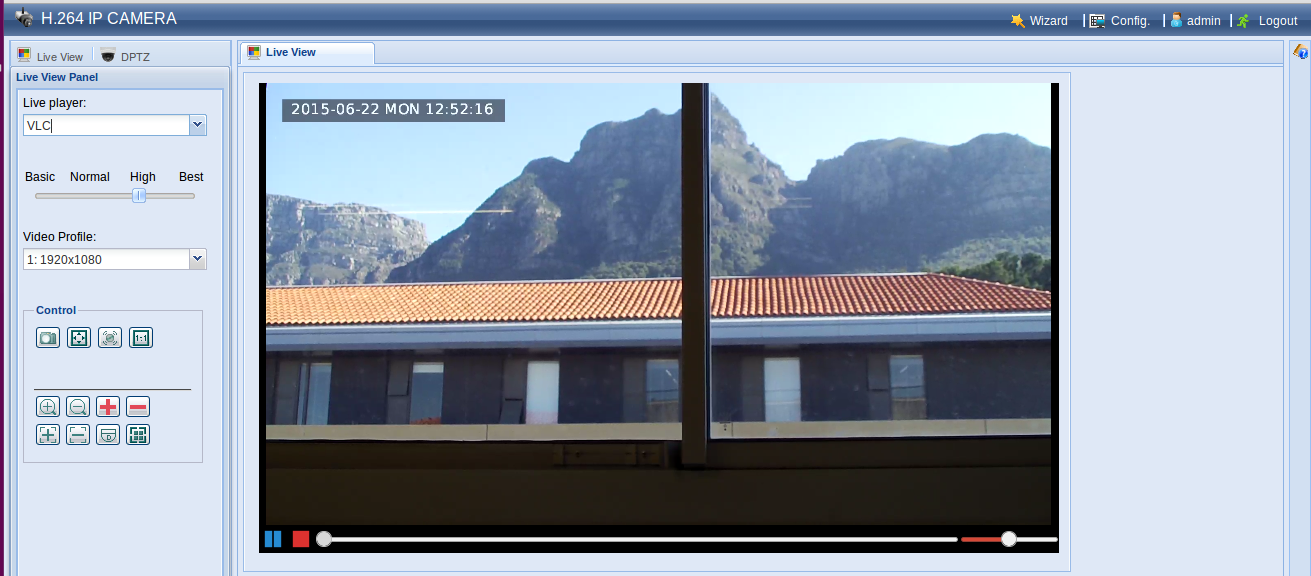 H.264 IP CAMERA
Wizard | Config. | admin | Logout
Live View | DPTZ
Live View
Live View Panel
Live player:
VLC
2015-06-22 MON 12:52:16
Basic Normal High Best
Video Profile:
1: 1920x1080
Control
1:1
D